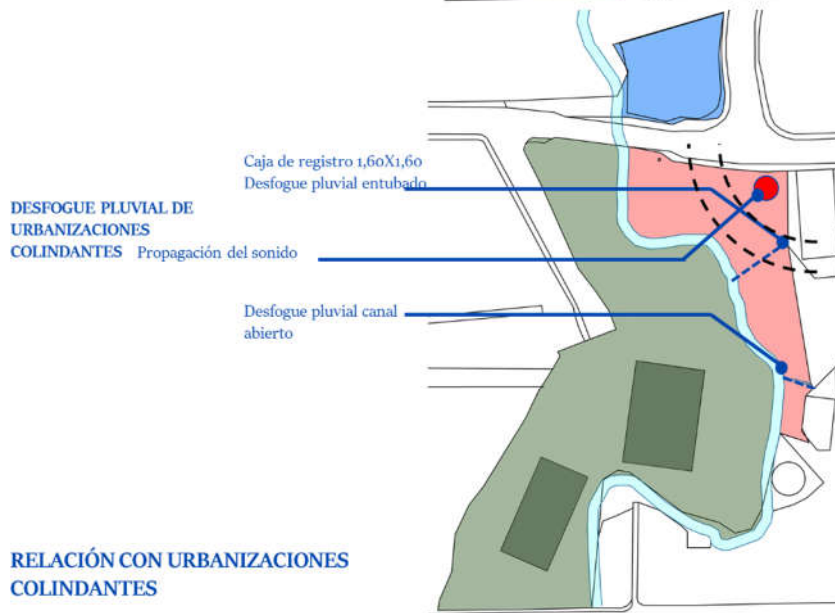 Caja de registro 1,60X1,60
Desfogue pluvial entubado
DESFOGUE PLUVIAL DE
URBANIZACIONES
COLINDANTES Propagación del sonido
Desfogue pluvial canal
abierto
RELACIÓN CON URBANIZACIONES
COLINDANTES